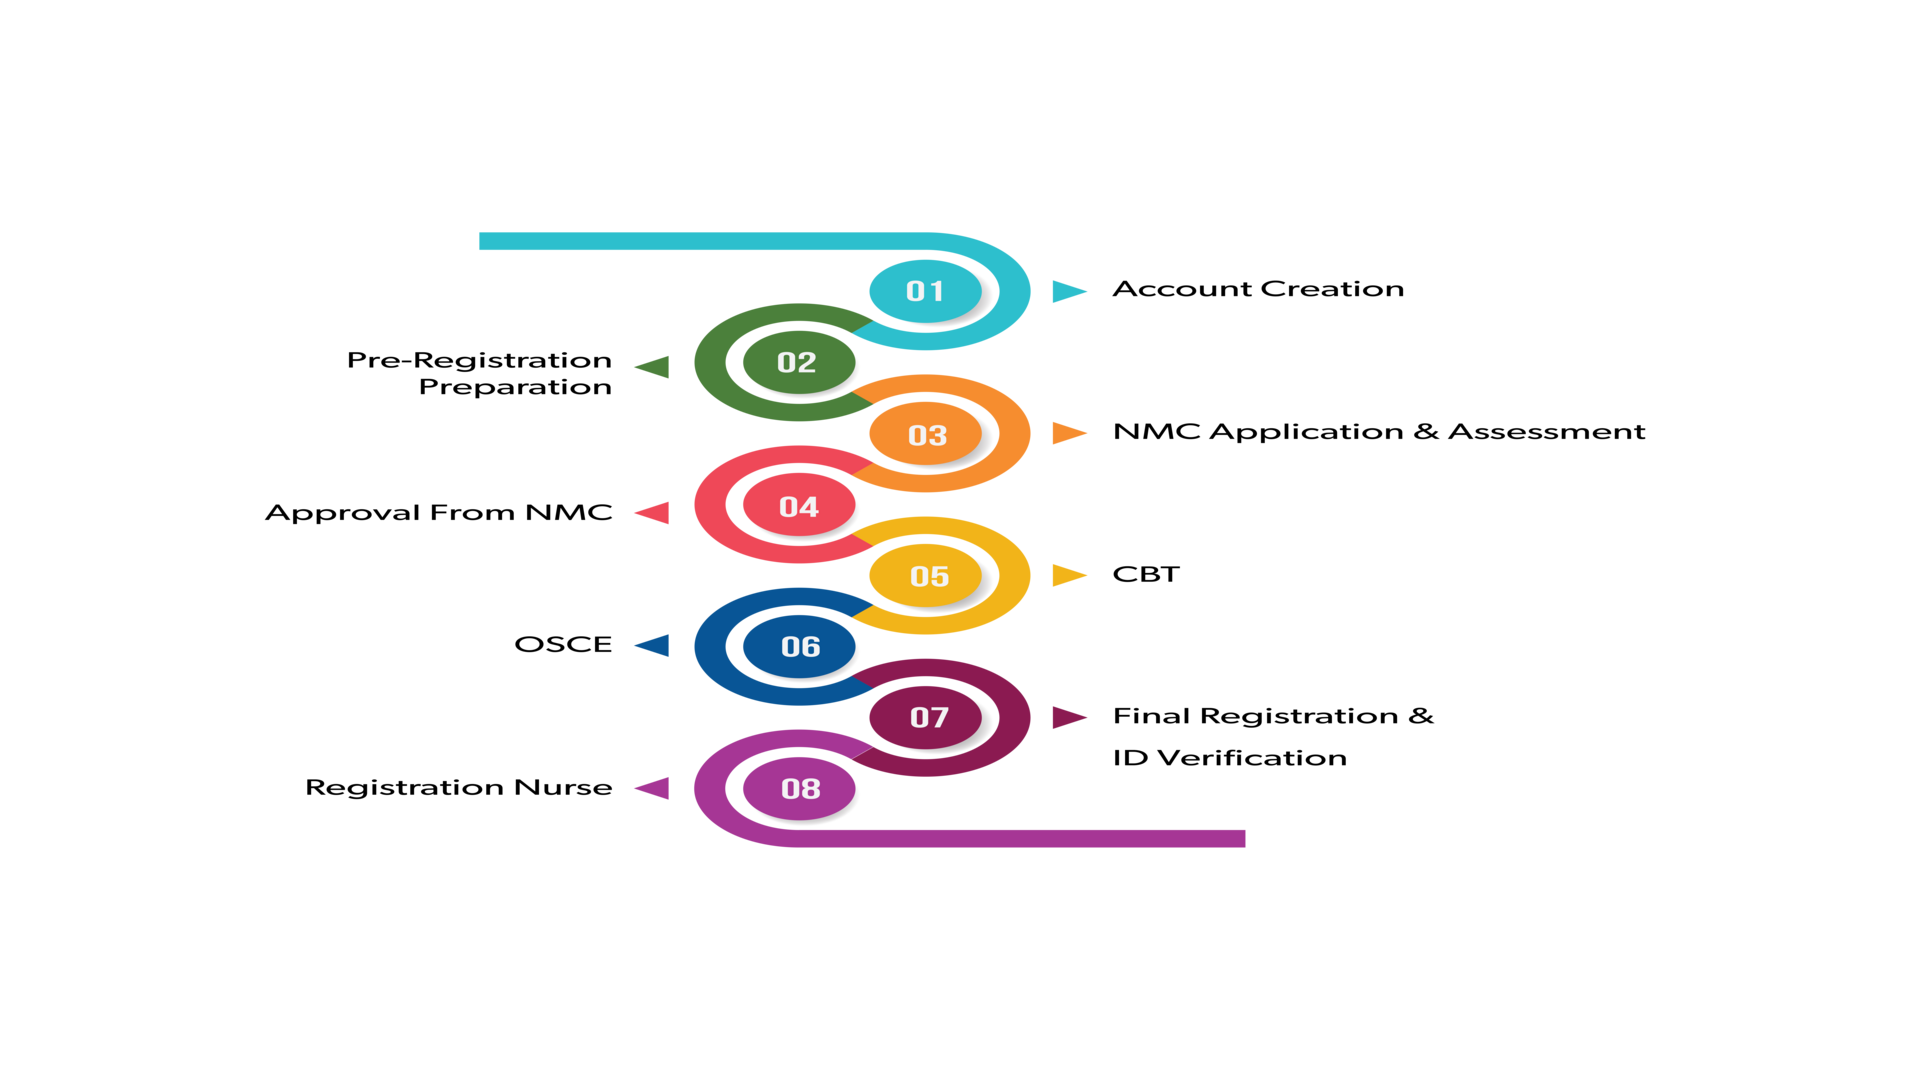 01
Account Creation
02
Pre-Registration
Preparation
03
NMC Application & Assessment
04
Approval From NMC
05
CBT
06
OSCE
07
Final Registration &
ID Verification
08
Registration Nurse